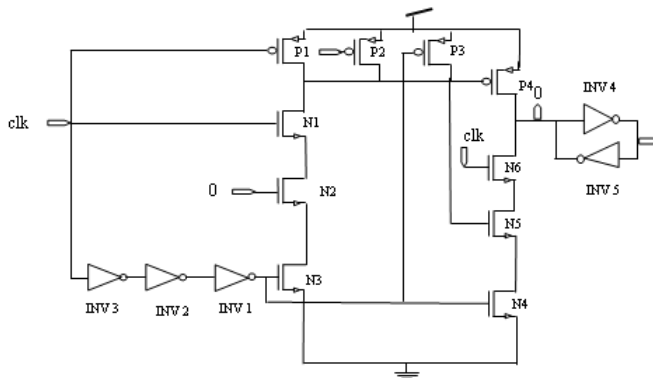 P1
P2
P3
P4
0
INV 4
clk
N1
clk
N6
INV 5
0
N2
N5
N3
N4
INV 3
INV 2
INV 1